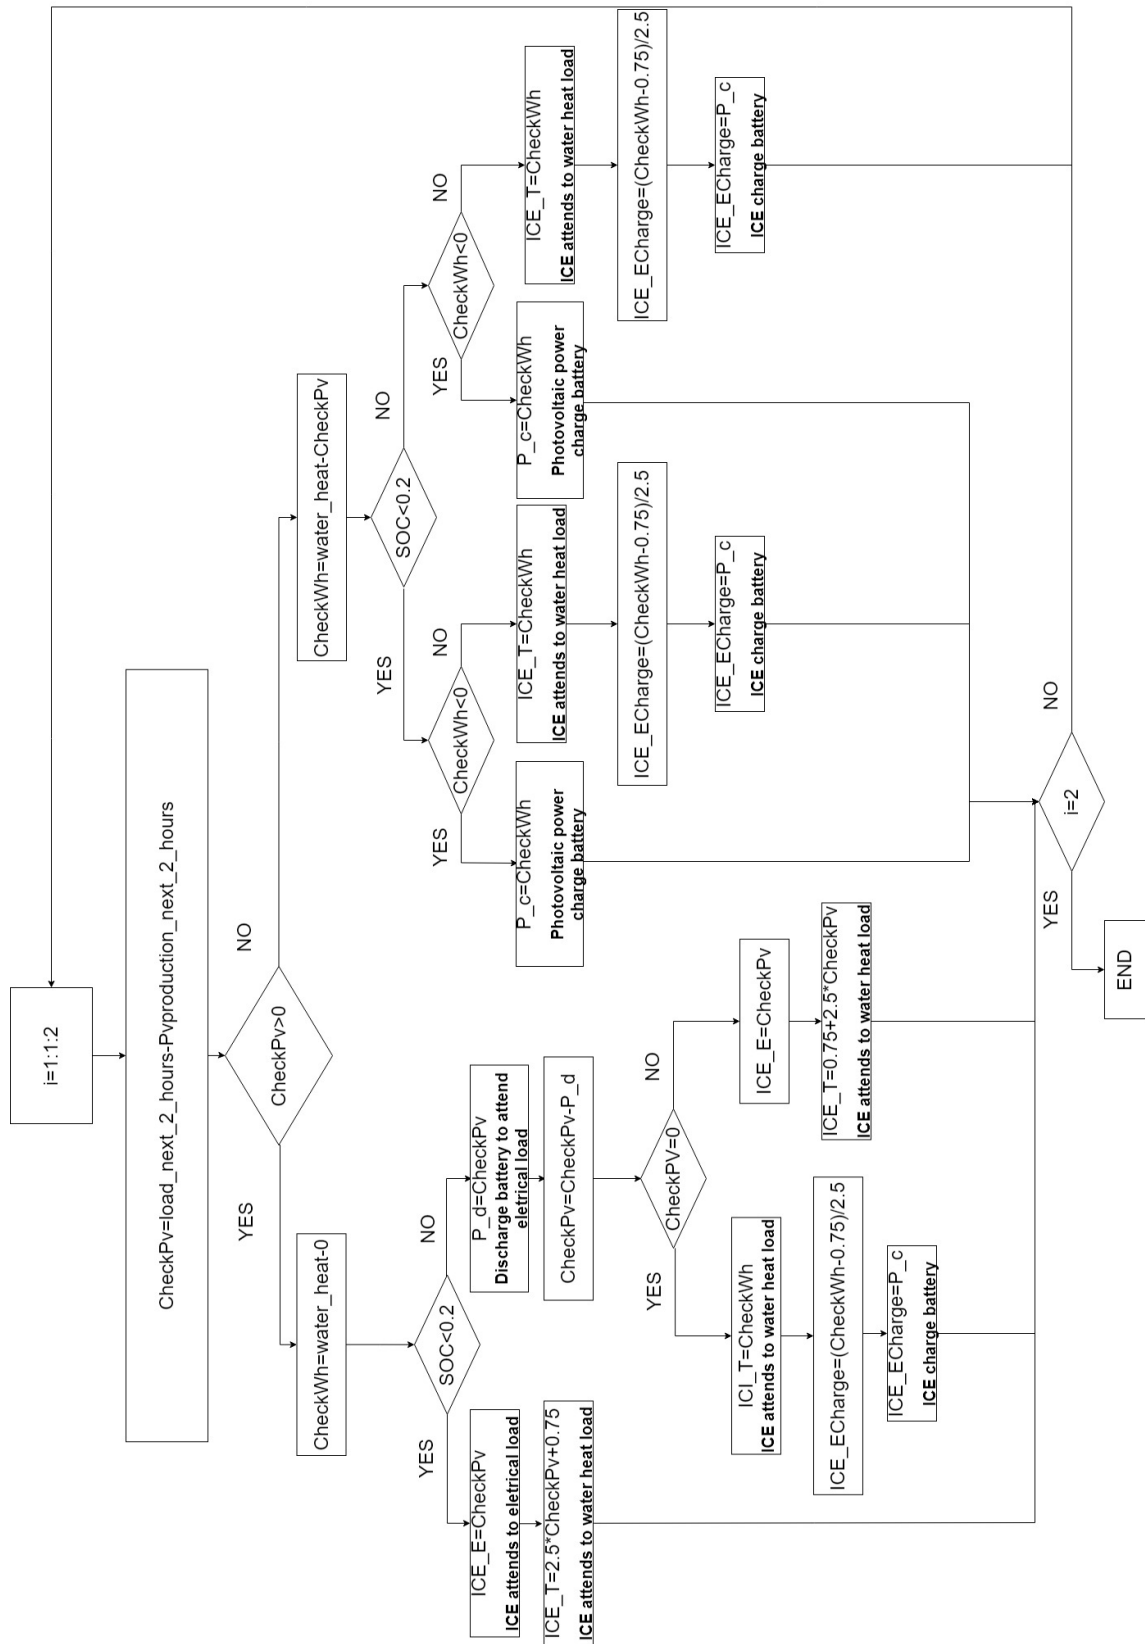 i=1:1:2
CheckPv=load_next_2_hours-Pvproduction_next_2_hours
CheckPv>0
YES
NO
CheckWh=water_heat-0
SOC<0.2
YES
NO
ICE_E=CheckPv
ICE attends to eletrical load
ICE_T=2.5*CheckPv+0.75
ICE attends to water heat load
P_d=CheckPv
Discharge battery to attend
eletrical load
CheckPv=CheckPv-P_d
CheckPV=0
YES
NO
ICI_T=CheckWh
ICE attends to water heat load
ICE_ECharge=(CheckWh-0.75)/2.5
ICE_ECharge=P_c
ICE charge battery
ICE_E=CheckPv
ICE_T=0.75+2.5*CheckPv
ICE attends to water heat load
CheckWh=water_heat-CheckPv
SOC<0.2
YES
NO
CheckWh<0
YES
NO
P_c=CheckWh
Photovoltaic power
charge battery
ICE_T=CheckWh
ICE attends to water heat load
ICE_ECharge=(CheckWh-0.75)/2.5
ICE_ECharge=P_c
ICE charge battery
CheckWh<0
YES
NO
P_c=CheckWh
Photovoltaic power
charge battery
ICE_T=CheckWh
ICE attends to water heat load
ICE_ECharge=(CheckWh-0.75)/2.5
ICE_ECharge=P_c
ICE charge battery
i=2
YES
NO
END